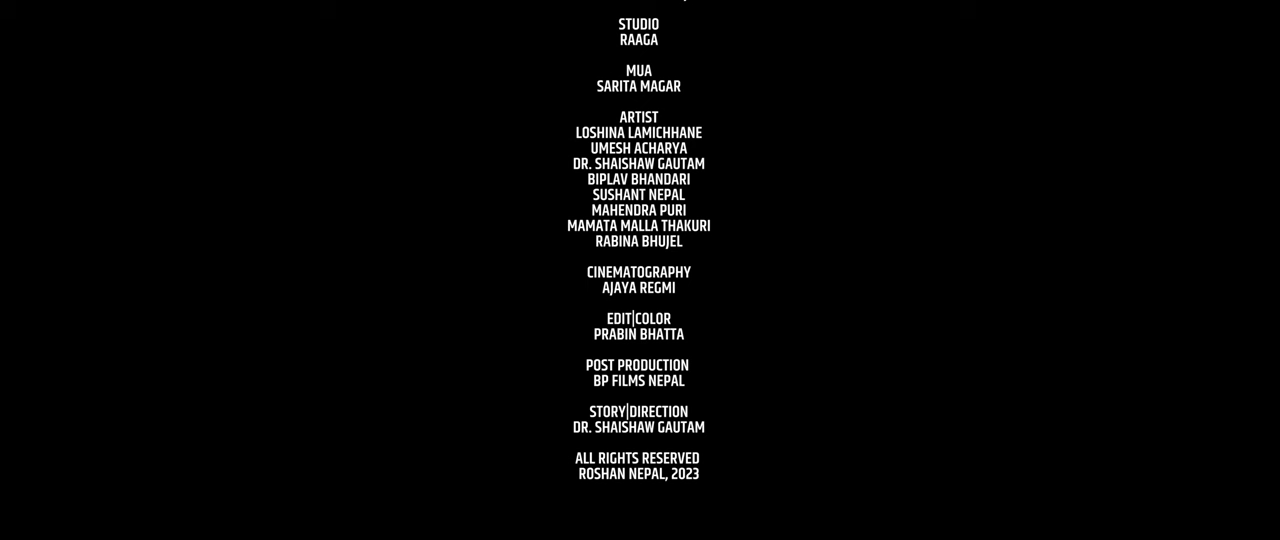 STUDIO
RAAGA
MUA
SARITA MAGAR
ARTIST
LOSHINA LAMICHHANE
UMESH ACHARYA
DR. SHAISHAW GAUTAM
BIPLAV BHANDARI
SUSHANT NEPAL
MAHENDRA PURI
MAMATA MALLA THAKURI
RABINA BHUJEL
CINEMATOGRAPHY
AJAYA REGMI
EDIT|COLOR
PRABIN BHATTA
POST PRODUCTION
BP FILMS NEPAL
STORY|DIRECTION
DR. SHAISHAW GAUTAM
ALL RIGHTS RESERVED
ROSHAN NEPAL, 2023